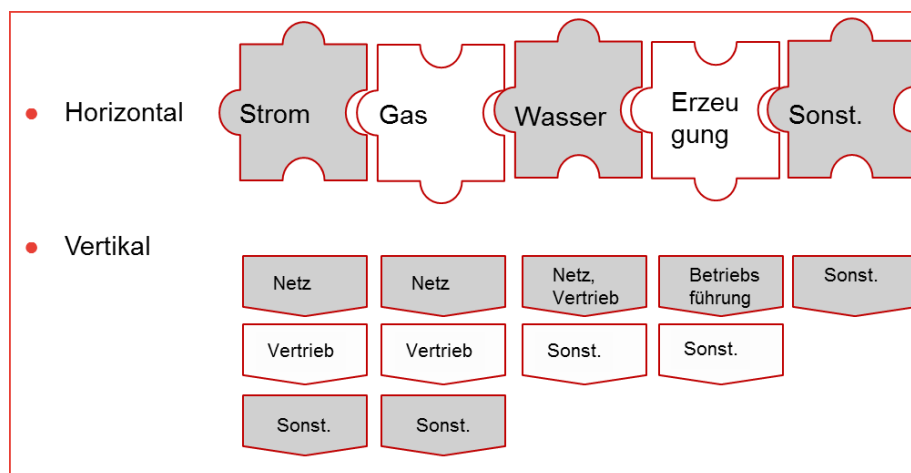 Horizontal
Strom
Gas
Wasser
Erzeu
gung
Sonst.
Vertikal
Netz
Netz
Netz,
Vertrieb
Betriebs
führung
Sonst.
Vertrieb
Vertrieb
Sonst.
Sonst.
Sonst.
Sonst.